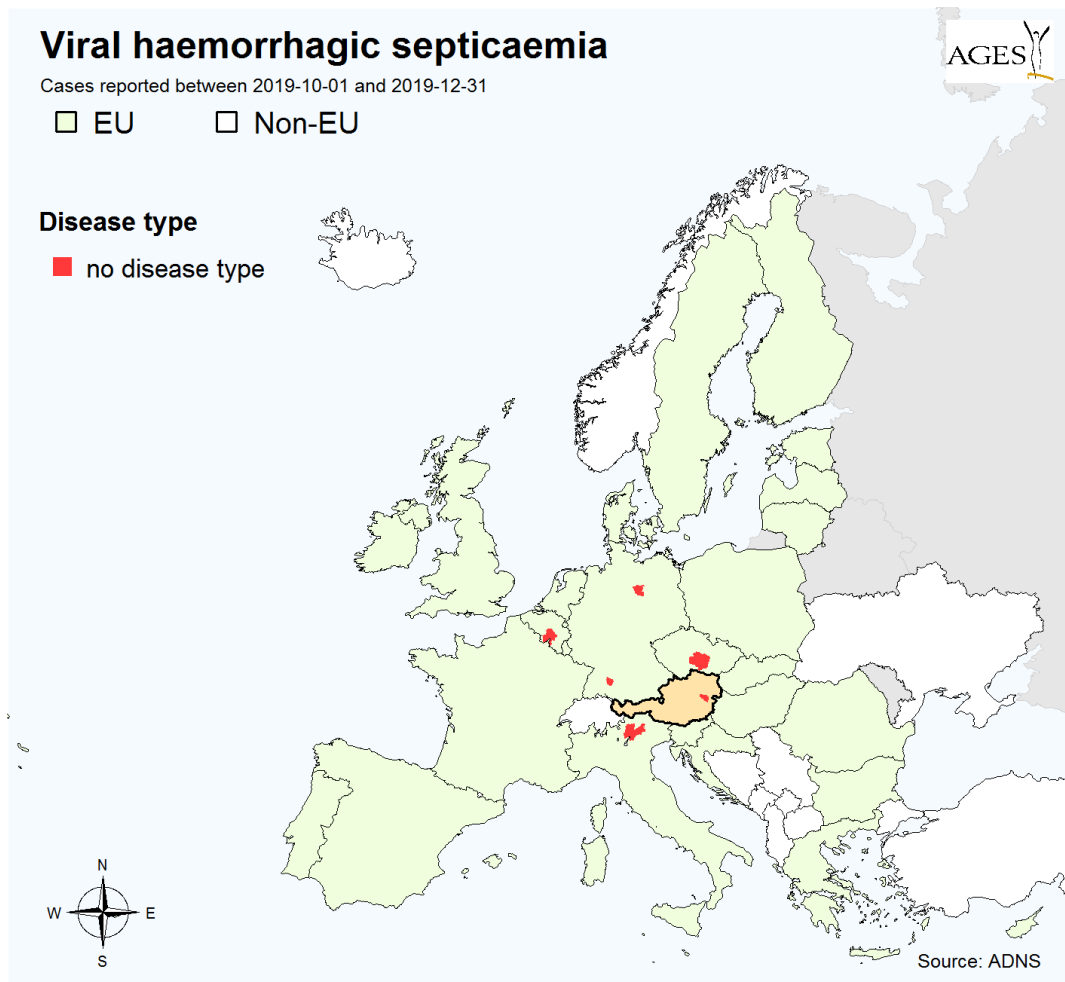 Viral haemorrhagic septicaemia
Cases reported between 2019-10-01 and 2019-12-31
EU
Non-EU
AGES
Disease type
no disease type
N
W
E
S
Source: ADNS